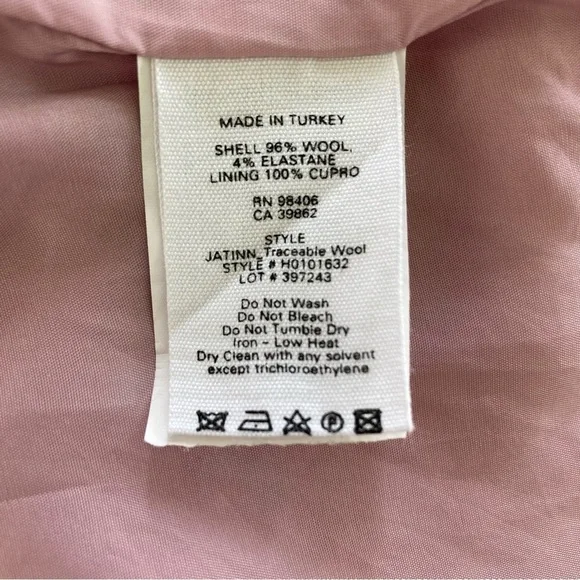 MADE IN TURKEY
SHELL 96% WOOL,
4% ELASTANE
LINING 100% CUPRO
RN 98406
CA 39862
STYLE
JATINN_Traceable Wool
STYLE # H0101632
LOT # 397243
Do Not Wash
Do Not Bleach
Do Not Tumble Dry
Iron - Low Heat
Dry Clean with any solvent
except trichloroethylene
P